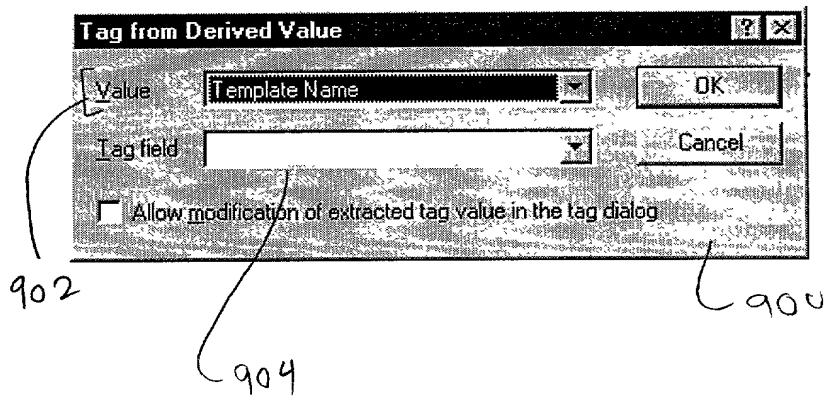 Tag from Derived Value
Value Template Name OK
Tag field Cancel
Allow modification of extracted tag value in the tag dialog
902
900
904